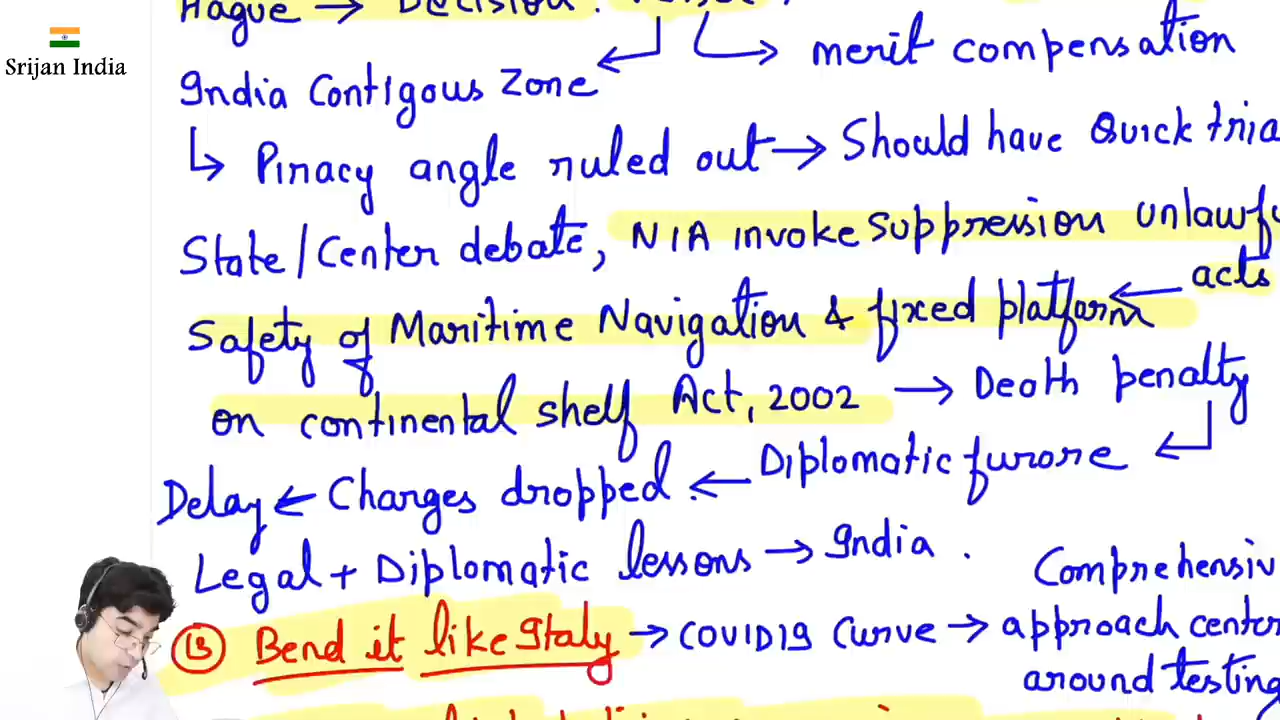 Srijan India
Hague → Decision:
merit compensation
India Contigous Zone
↳ Piracy angle ruled out → Should have Quick tria
State/Center debate, NIA invoke suppression unlawfu
acts
Safety of Maritime Navigation & fixed platform ←
on continental shelf Act, 2002 → Death penalty
Delay ← Charges dropped. ← Diplomatic furore ↵
Legal + Diplomatic lessons → India.
13 Bend it like Italy → COVID19 Curve → Comprehensiv
approach center
around testing